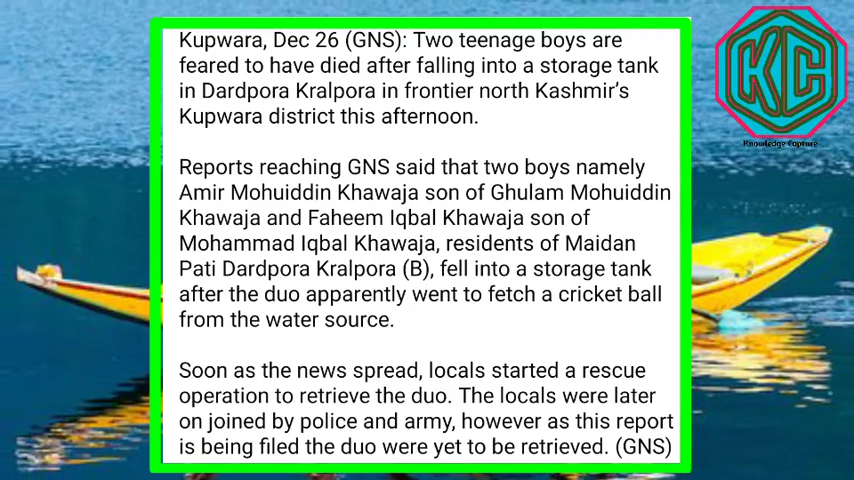 Kupwara, Dec 26 (GNS): Two teenage boys are
feared to have died after falling into a storage tank
in Dardpora Kralpora in frontier north Kashmir's
Kupwara district this afternoon.
Reports reaching GNS said that two boys namely
Amir Mohuiddin Khawaja son of Ghulam Mohuiddin
Khawaja and Faheem Iqbal Khawaja son of
Mohammad Iqbal Khawaja, residents of Maidan
Pati Dardpora Kralpora (B), fell into a storage tank
after the duo apparently went to fetch a cricket ball
from the water source.
Soon as the news spread, locals started a rescue
operation to retrieve the duo. The locals were later
on joined by police and army, however as this report
is being filed the duo were yet to be retrieved. (GNS)
KC
Knowledge Capture